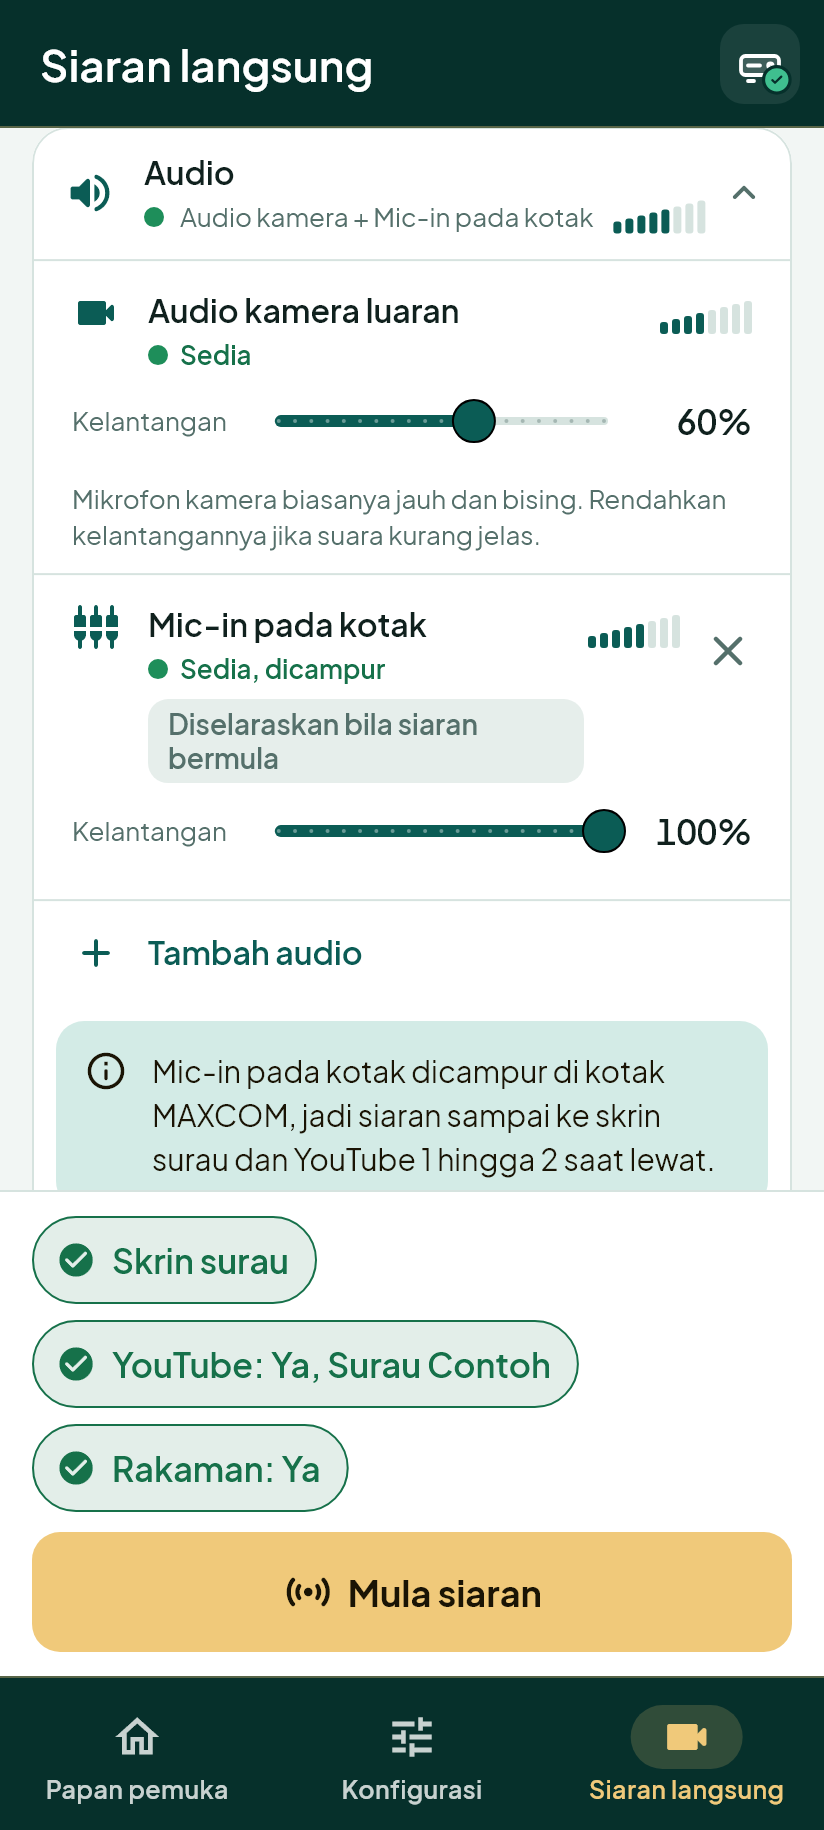 Siaran langsung
Audio
Audio kamera + Mic-in pada kotak
Audio kamera luaran
Sedia
Kelantangan
60%
Mikrofon kamera biasanya jauh dan bising. Rendahkan
kelantangannya jika suara kurang jelas.
Mic-in pada kotak
Sedia, dicampur
Diselaraskan bila siaran
bermula
Kelantangan
100%
Tambah audio
Mic-in pada kotak dicampur di kotak
MAXCOM, jadi siaran sampai ke skrin
surau dan YouTube 1 hingga 2 saat lewat.
Skrin surau
YouTube: Ya, Surau Contoh
Rakaman: Ya
Mula siaran
Papan pemuka
Konfigurasi
Siaran langsung